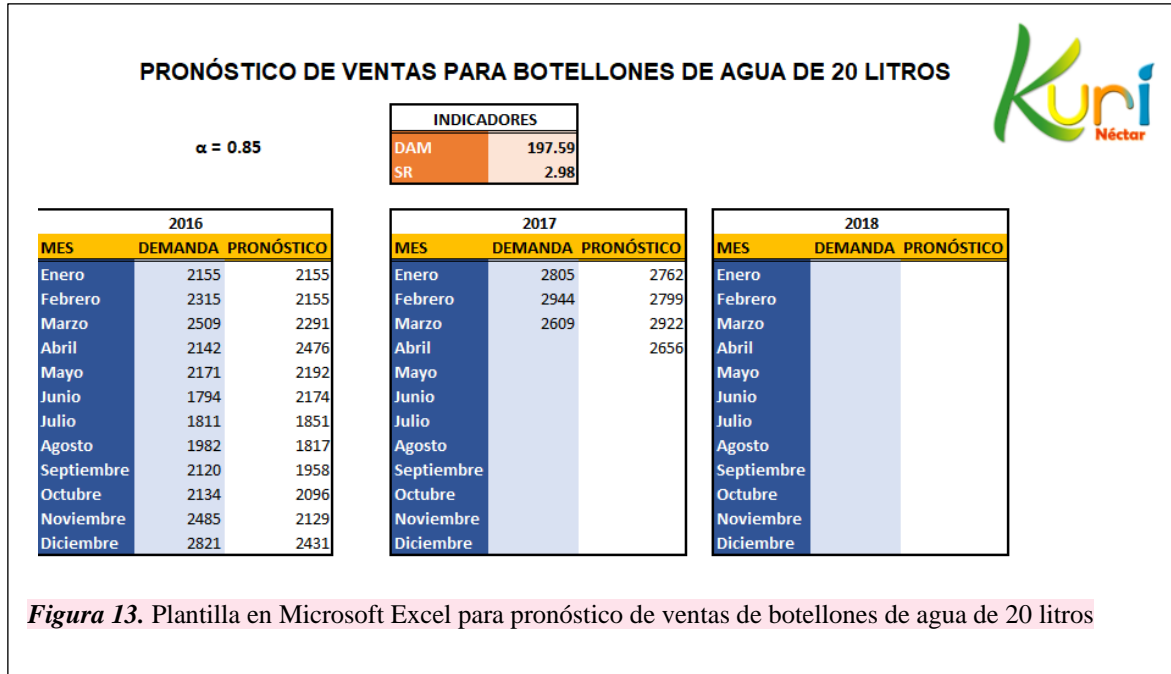 Kuri
Néctar
PRONÓSTICO DE VENTAS PARA BOTELLONES DE AGUA DE 20 LITROS
α = 0.85
INDICADORES
DAM 197.59
SR 2.98
2016 2017 2018
MES DEMANDA PRONÓSTICO MES DEMANDA PRONÓSTICO MES DEMANDA PRONÓSTICO
Enero 2155 2155 Enero 2805 2762 Enero
Febrero 2315 2155 Febrero 2944 2799 Febrero
Marzo 2509 2291 Marzo 2609 2922 Marzo
Abril 2142 2476 Abril 2656 Abril
Mayo 2171 2192 Mayo Mayo
Junio 1794 2174 Junio Junio
Julio 1811 1851 Julio Julio
Agosto 1982 1817 Agosto Agosto
Septiembre 2120 1958 Septiembre Septiembre
Octubre 2134 2096 Octubre Octubre
Noviembre 2485 2129 Noviembre Noviembre
Diciembre 2821 2431 Diciembre Diciembre
Figura 13. Plantilla en Microsoft Excel para pronóstico de ventas de botellones de agua de 20 litros